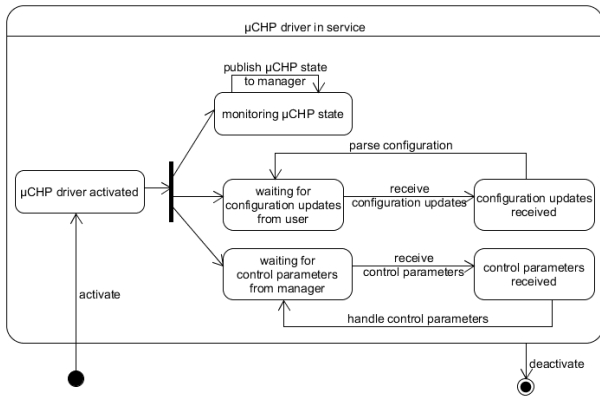 µCHP driver in service
publish µCHP state
to manager
monitoring µCHP state
parse configuration
µCHP driver activated
waiting for
configuration updates
from user
receive
configuration updates
configuration updates
received
waiting for
control parameters
from manager
receive
control parameters
control parameters
received
activate
handle control parameters
deactivate